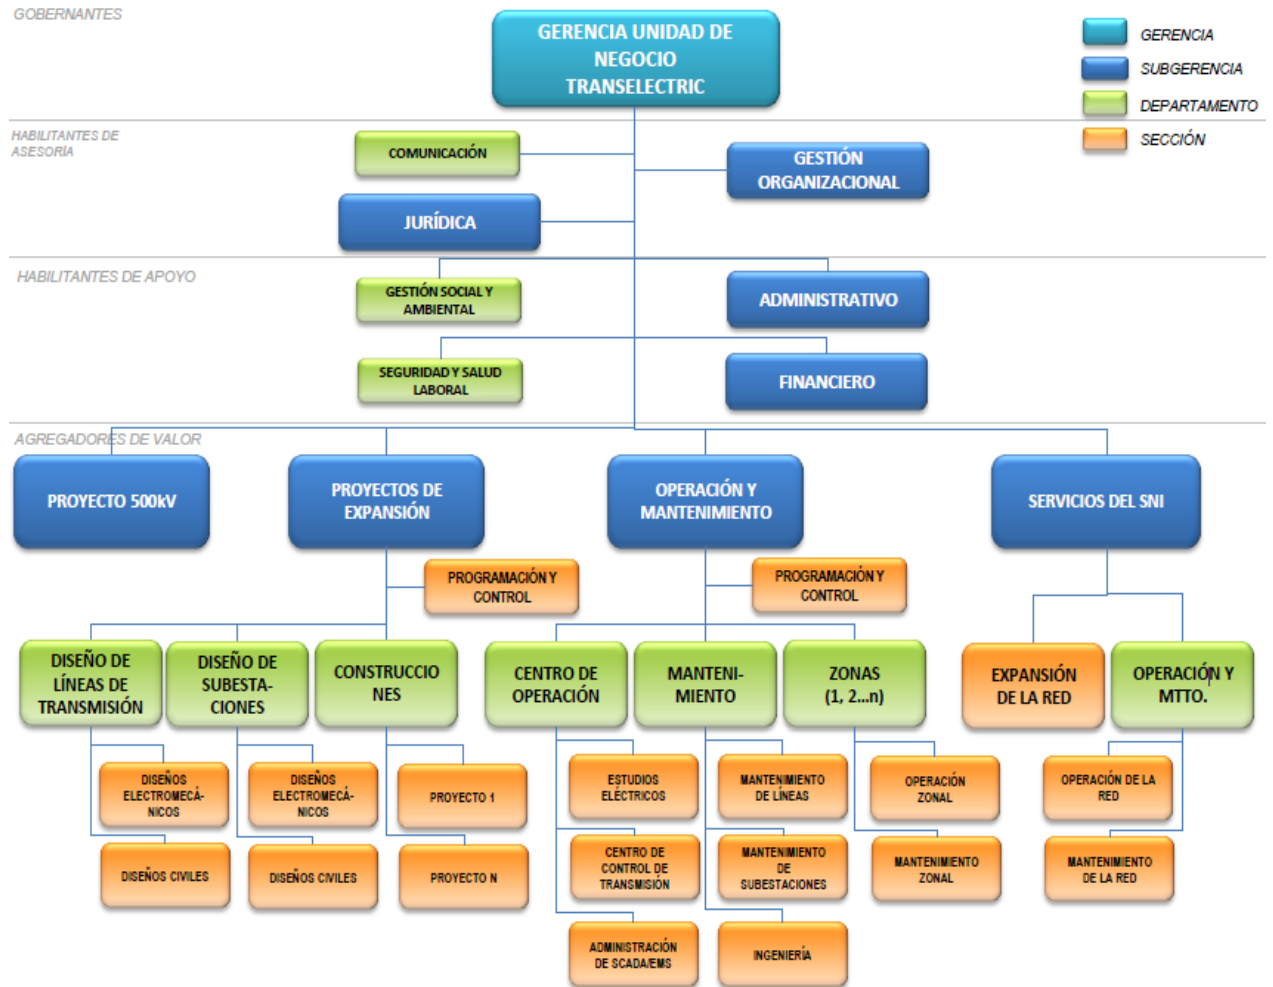 GOBERNANTES
GERENCIA UNIDAD DE
NEGOCIO
TRANSELECTRIC
GERENCIA
SUBGERENCIA
DEPARTAMENTO
SECCIÓN
HABILITANTES DE
ASESORÍA
COMUNICACIÓN
GESTIÓN
ORGANIZACIONAL
JURÍDICA
HABILITANTES DE APOYO
GESTIÓN SOCIAL Y
AMBIENTAL
ADMINISTRATIVO
SEGURIDAD Y SALUD
LABORAL
FINANCIERO
AGREGADORES DE VALOR
PROYECTO 500kV
PROYECTOS DE
EXPANSIÓN
OPERACIÓN Y
MANTENIMIENTO
SERVICIOS DEL SNI
PROGRAMACIÓN Y
CONTROL
PROGRAMACIÓN Y
CONTROL
DISEÑO DE
LÍNEAS DE
TRANSMISIÓN
DISEÑO DE
SUBESTA-
CIONES
CONSTRUCCIO
NES
CENTRO DE
OPERACIÓN
MANTENI-
MIENTO
ZONAS
(1, 2...n)
EXPANSIÓN
DE LA RED
OPERACIÓN Y
MTTO.
DISEÑOS
ELECTROMECÁ-
NICOS
DISEÑOS
ELECTROMECÁ-
NICOS
PROYECTO 1
ESTUDIOS
ELÉCTRICOS
MANTENIMIENTO
DE LÍNEAS
OPERACIÓN
ZONAL
OPERACIÓN DE LA
RED
DISEÑOS CIVILES
DISEÑOS CIVILES
PROYECTO N
CENTRO DE
CONTROL DE
TRANSMISIÓN
MANTENIMIENTO
DE
SUBESTACIONES
MANTENIMIENTO
ZONAL
MANTENIMIENTO
DE LA RED
ADMINISTRACIÓN
DE SCADA/EMS
INGENIERÍA